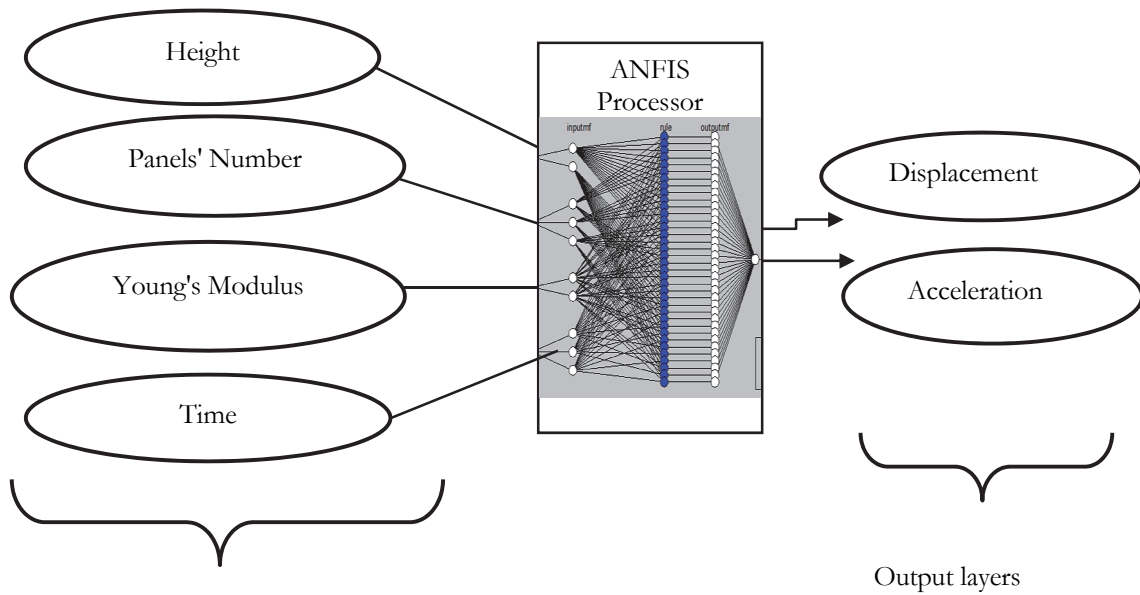 Height
Panels' Number
Young's Modulus
Time
ANFIS
Processor
inputmf rule outputmf
Displacement
Acceleration
Output layers